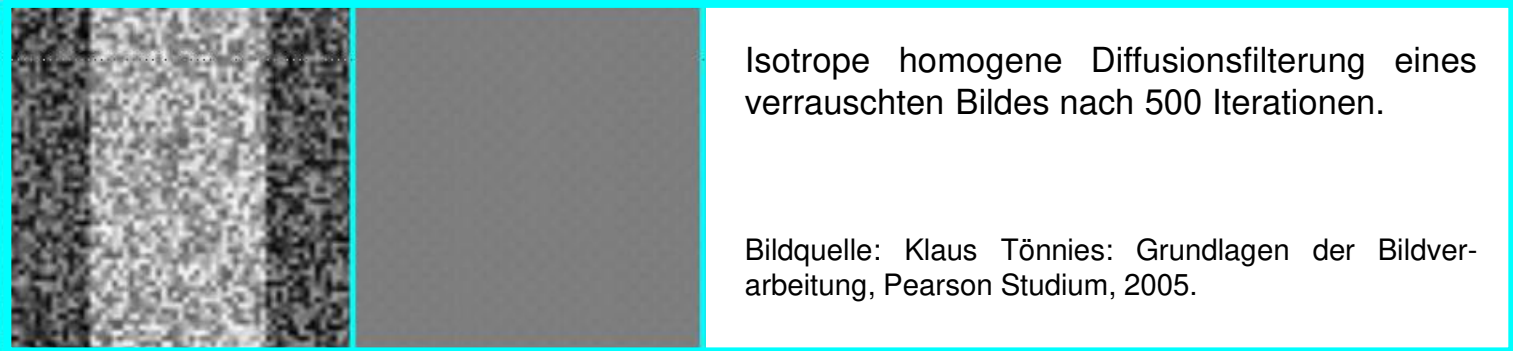 Isotrope homogene Diffusionsfilterung eines
verrauschten Bildes nach 500 Iterationen.
Bildquelle: Klaus Tönnies: Grundlagen der Bildver-
arbeitung, Pearson Studium, 2005.